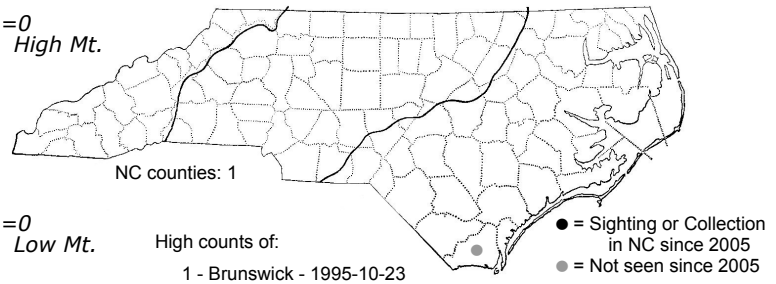 =0
High Mt.
NC counties: 1
=0
Low Mt.
High counts of:
1 - Brunswick - 1995-10-23
= Sighting or Collection
in NC since 2005
= Not seen since 2005